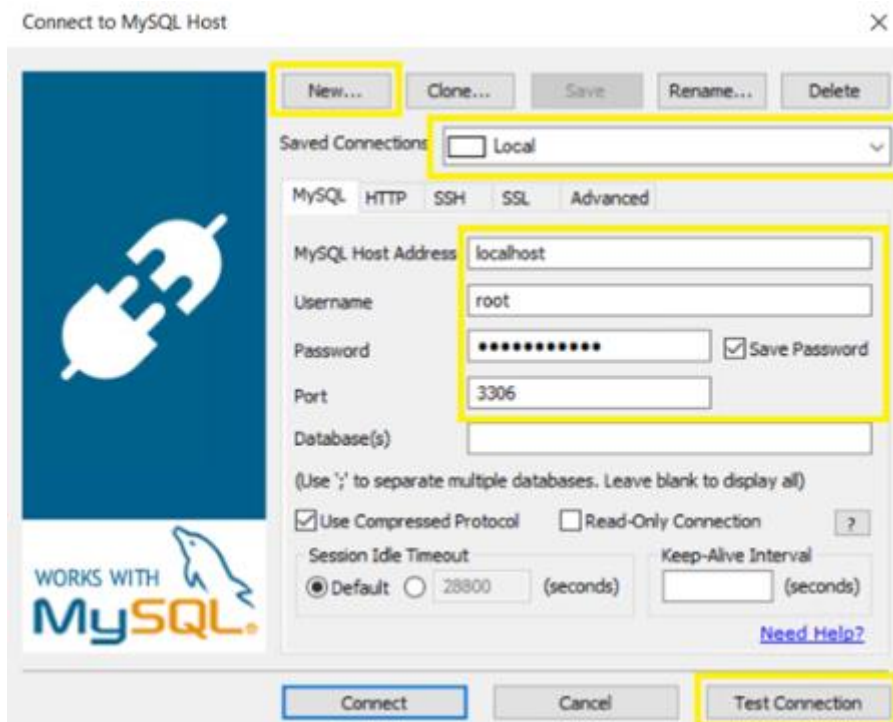 Connect to MySQL Host
New... Clone... Save Rename... Delete
Saved Connections Local
MySQL HTTP SSH SSL Advanced
MySQL Host Address localhost
Username root
Password ●●●●●●●●●●● Save Password
Port 3306
Database(s)
(Use ';' to separate multiple databases. Leave blank to display all)
Use Compressed Protocol Read-Only Connection ?
Session Idle Timeout Keep-Alive Interval
Default 28800 (seconds) (seconds)
WORKS WITH
MySQL®
Need Help?
Connect Cancel Test Connection